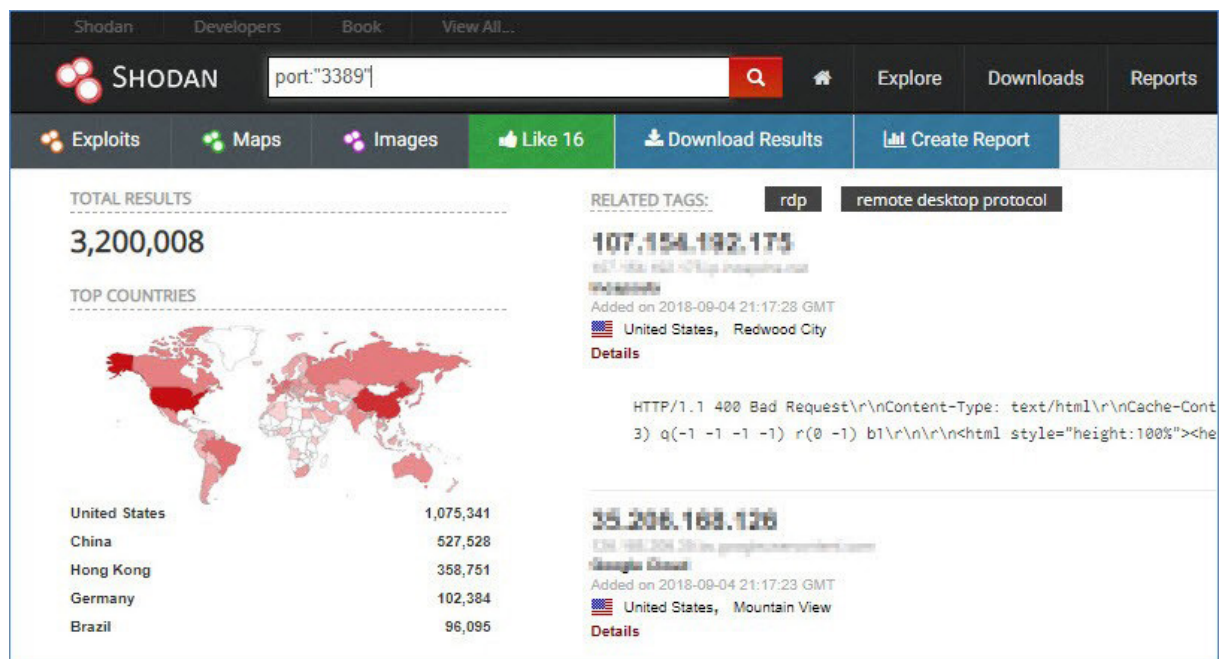 Shodan Developers Book View All...
SHODAN port:"3389" Explore Downloads Reports
Exploits Maps Images Like 16 Download Results Create Report
TOTAL RESULTS
3,200,008
TOP COUNTRIES
United States 1,075,341
China 527,528
Hong Kong 358,751
Germany 102,384
Brazil 96,095
RELATED TAGS: rdp remote desktop protocol
Added on 2018-09-04 21:17:28 GMT
United States, Redwood City
Details
HTTP/1.1 400 Bad Request\r\nContent-Type: text/html\r\nCache-Cont
3) q(-1 -1 -1 -1) r(0 -1) b1\r\n\r\n<html style="height:100%"><he
Added on 2018-09-04 21:17:23 GMT
United States, Mountain View
Details